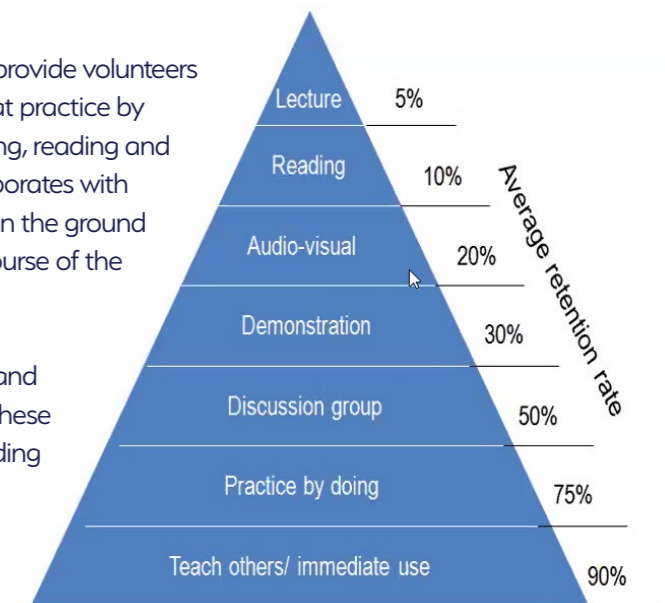 provide volunteers
at practice by
ng, reading and
porates with
n the ground
ourse of the
and
hese
ding
Lecture 5%
Reading 10%
Audio-visual 20%
Demonstration 30%
Discussion group 50%
Practice by doing 75%
Teach others/ immediate use 90%
Average retention rate